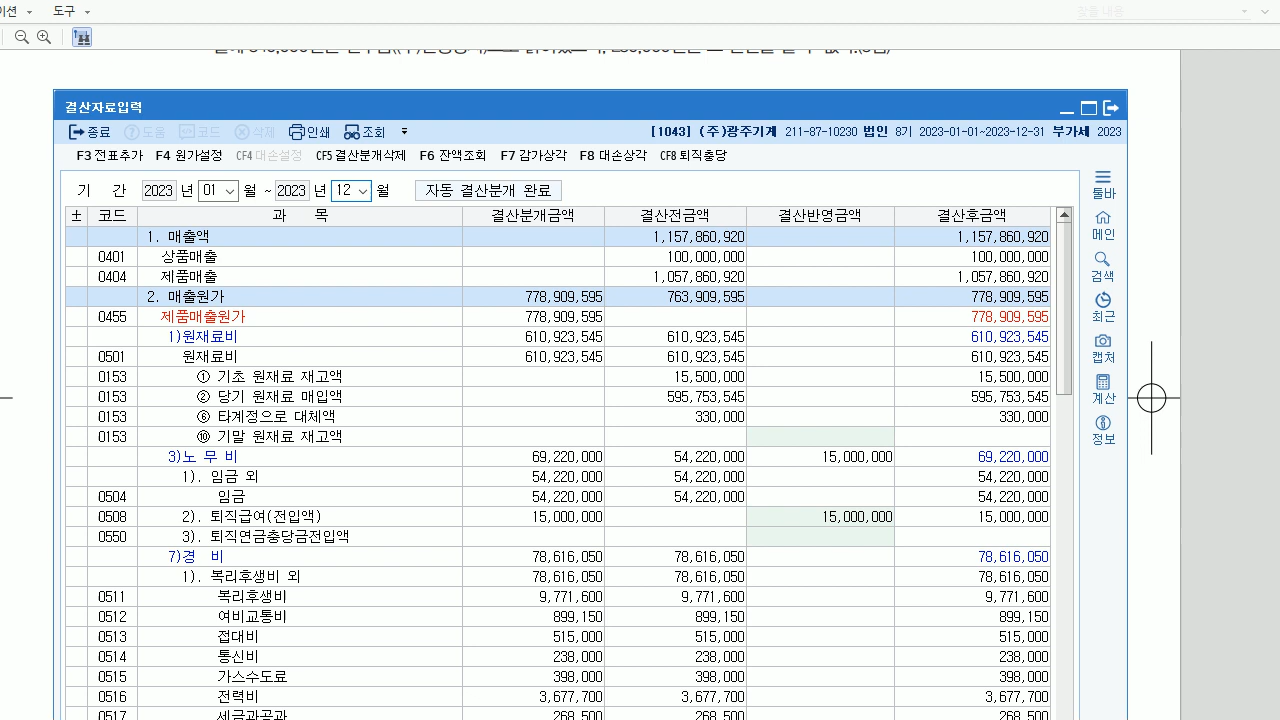 도구
찾을 내용
결산자료입력
종료 도움 코드 삭제 인쇄 조회 [1043] (주)광주기계 211-87-10230 법인 8기 2023-01-01~2023-12-31 부가세 2023
F3 전표추가 F4 원가설정 CF4 대손설정 CF5 결산분개삭제 F6 잔액조회 F7 감가상각 F8 대손상각 CF8 퇴직충당
기 간 2023 년 01 월 ~ 2023 년 12 월 자동 결산분개 완료
± 코드 과 목 결산분개금액 결산전금액 결산반영금액 결산후금액
1. 매출액 1,157,860,920 1,157,860,920
0401 상품매출 100,000,000 100,000,000
0404 제품매출 1,057,860,920 1,057,860,920
2. 매출원가 778,909,595 763,909,595 778,909,595
0455 제품매출원가 778,909,595 778,909,595
1)원재료비 610,923,545 610,923,545 610,923,545
0501 원재료비 610,923,545 610,923,545 610,923,545
0153 ① 기초 원재료 재고액 15,500,000 15,500,000
0153 ② 당기 원재료 매입액 595,753,545 595,753,545
0153 ⑥ 타계정으로 대체액 330,000 330,000
0153 ⑩ 기말 원재료 재고액
3)노 무 비 69,220,000 54,220,000 15,000,000 69,220,000
1). 임금 외 54,220,000 54,220,000 54,220,000
0504 임금 54,220,000 54,220,000 54,220,000
0508 2). 퇴직급여(전입액) 15,000,000 15,000,000 15,000,000
0550 3). 퇴직연금충당금전입액
7)경 비 78,616,050 78,616,050 78,616,050
1). 복리후생비 외 78,616,050 78,616,050 78,616,050
0511 복리후생비 9,771,600 9,771,600 9,771,600
0512 여비교통비 899,150 899,150 899,150
0513 접대비 515,000 515,000 515,000
0514 통신비 238,000 238,000 238,000
0515 가스수도료 398,000 398,000 398,000
0516 전력비 3,677,700 3,677,700 3,677,700
0517 세금과공과 268,500 268,500 268,500
툴바
메인
검색
최근
캡처
계산
정보